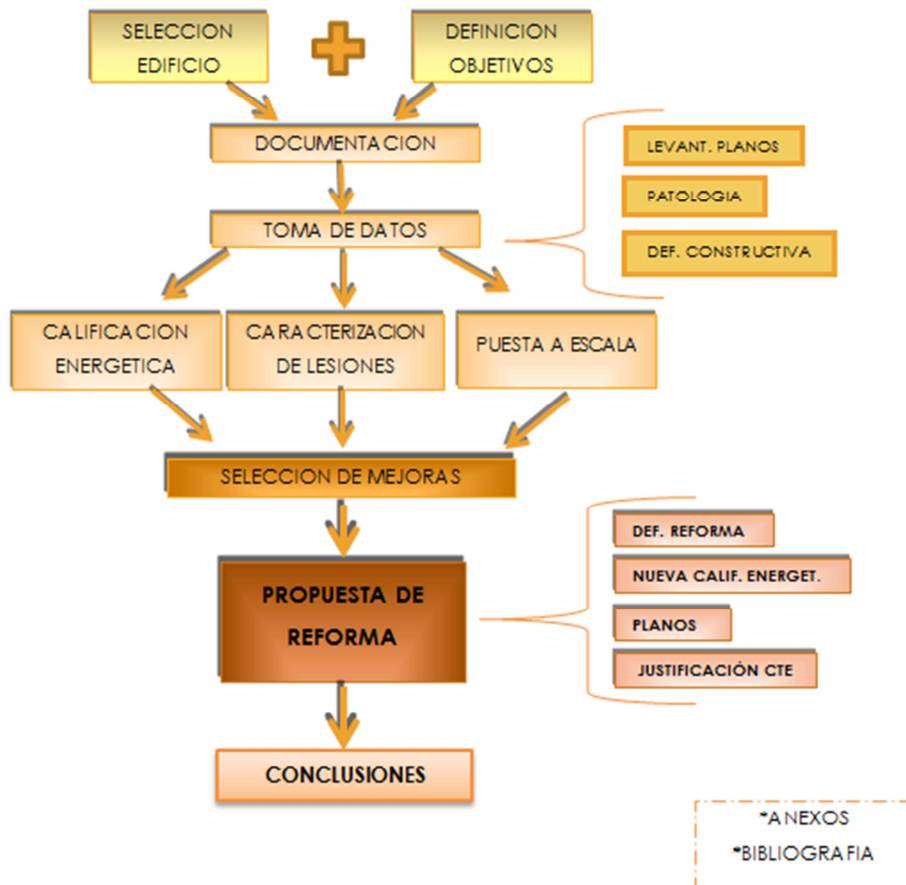 SELECCION
EDIFICIO
DEFINICION
OBJETIVOS
DOCUMENTACION
LEVANT. PLANOS
PATOLOGIA
DEF. CONSTRUCTIVA
TOMA DE DATOS
CALIFICACION
ENERGETICA
CARACTERIZACION
DE LESIONES
PUESTA A ESCALA
SELECCION DE MEJORAS
PROPUESTA DE
REFORMA
DEF. REFORMA
NUEVA CALIF. ENERGET.
PLANOS
JUSTIFICACIÓN CTE
CONCLUSIONES
*ANEXOS
*BIBLIOGRAFIA